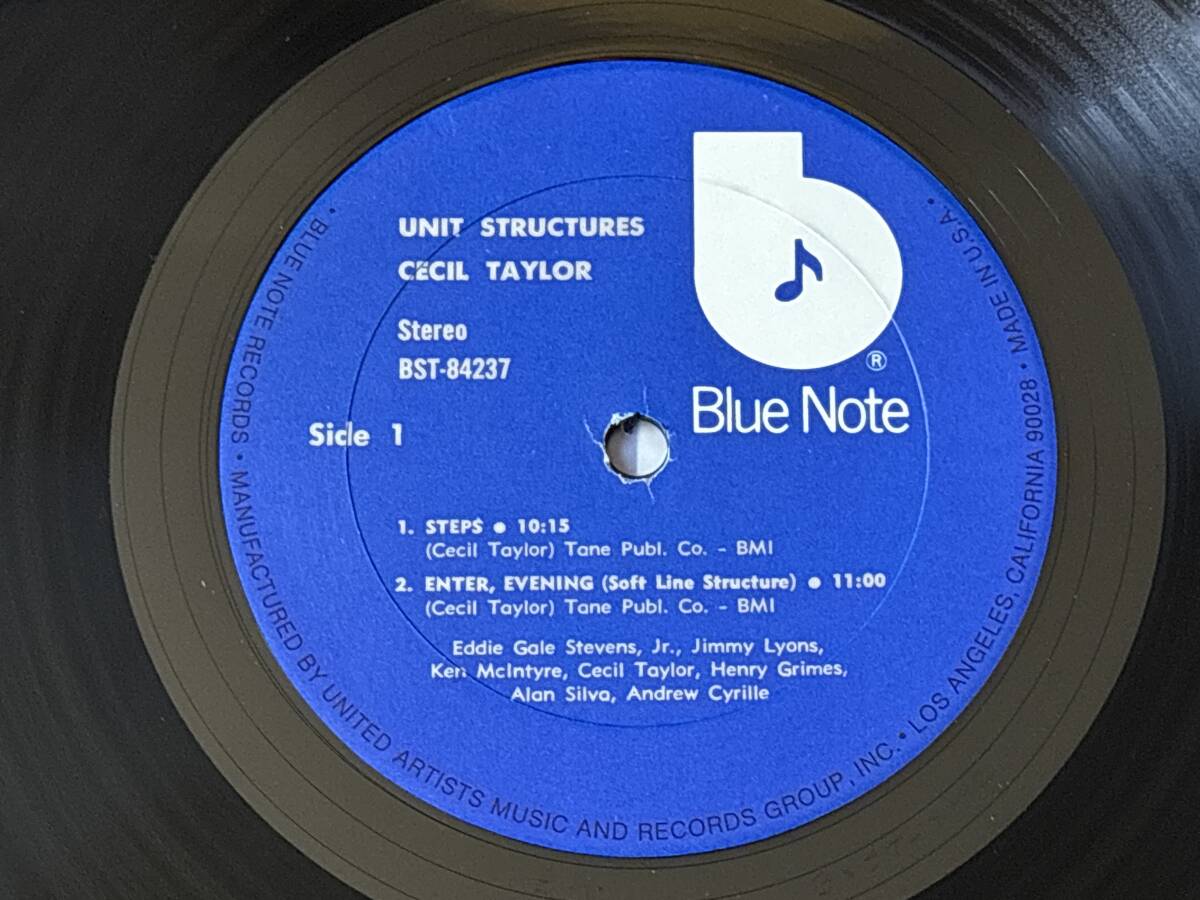 UNIT STRUCTURES
CECIL TAYLOR
Stereo
BST-84237
Side 1
®
Blue Note
1. STEPS • 10:15
(Cecil Taylor) Tane Publ. Co. - BMI
2. ENTER, EVENING (Soft Line Structure) • 11:00
(Cecil Taylor) Tane Publ. Co. - BMI
Eddie Gale Stevens, Jr., Jimmy Lyons,
Ken McIntyre, Cecil Taylor, Henry Grimes,
Alan Silva, Andrew Cyrille
• BLUE NOTE RECORDS • MANUFACTURED BY UNITED ARTISTS MUSIC AND RECORDS GROUP, INC. • LOS ANGELES, CALIFORNIA 90028 • MADE IN U.S.A •